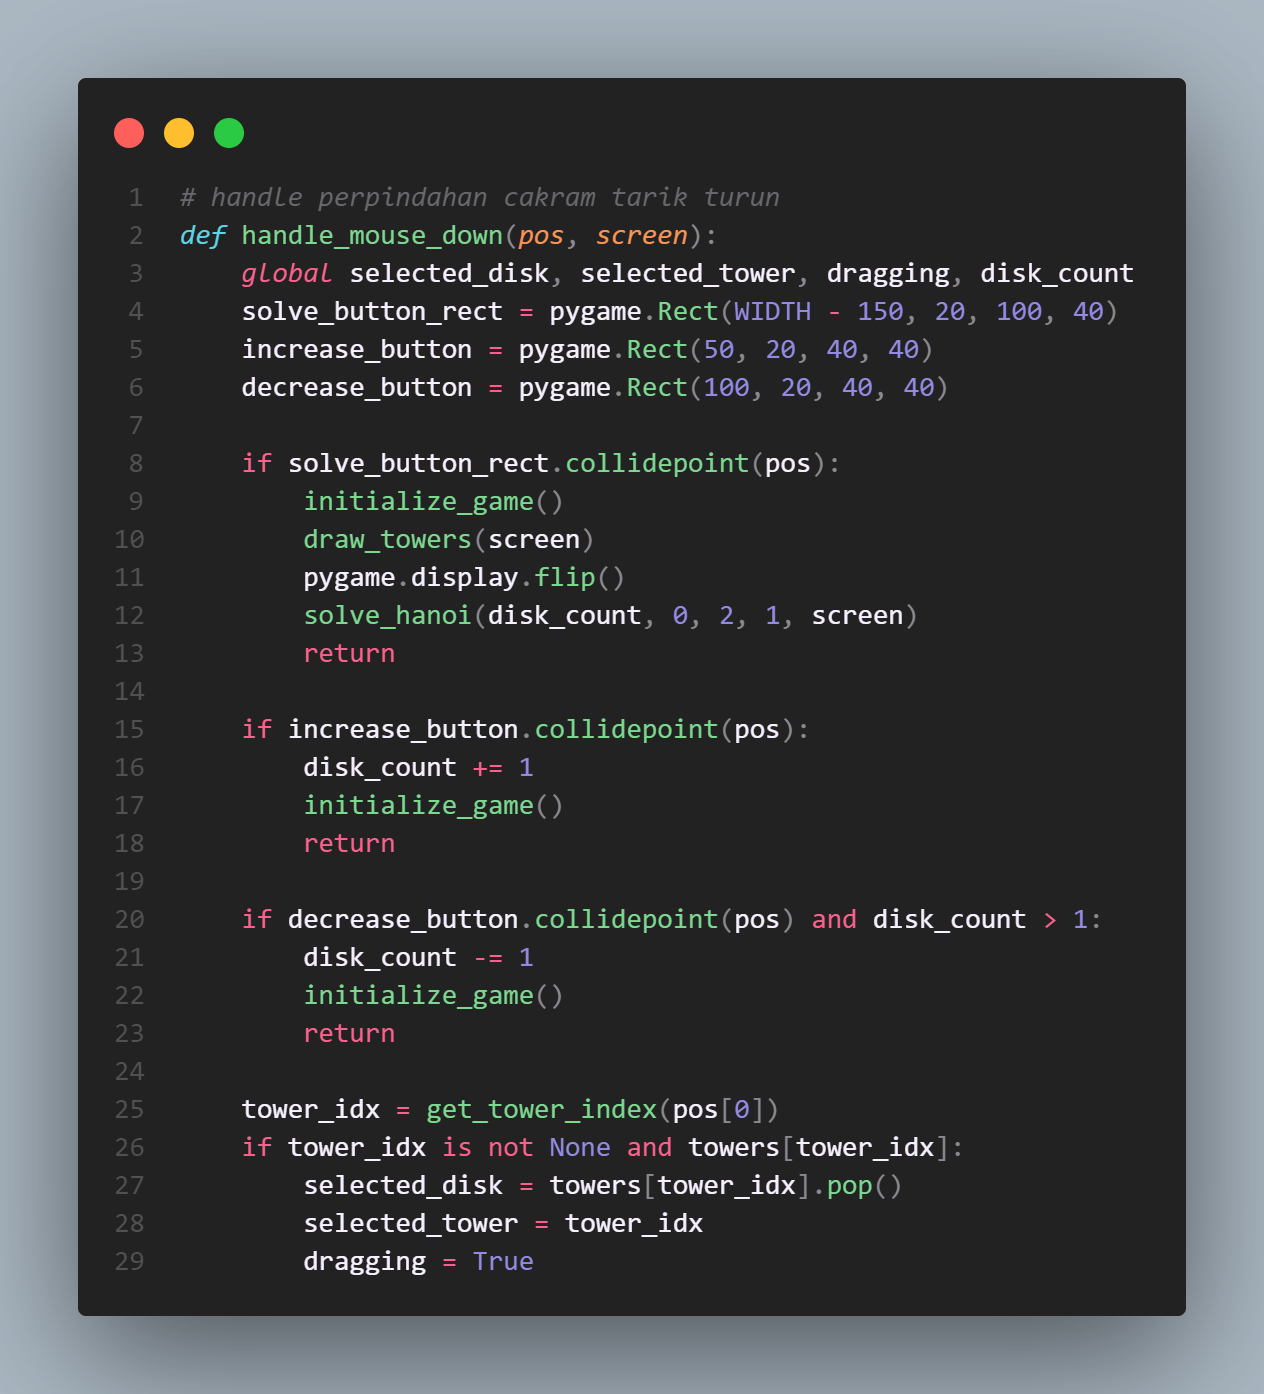 1 # handle perpindahan cakram tarik turun
2 def handle_mouse_down(pos, screen):
3     global selected_disk, selected_tower, dragging, disk_count
4     solve_button_rect = pygame.Rect(WIDTH - 150, 20, 100, 40)
5     increase_button = pygame.Rect(50, 20, 40, 40)
6     decrease_button = pygame.Rect(100, 20, 40, 40)
7
8     if solve_button_rect.collidepoint(pos):
9         initialize_game()
10         draw_towers(screen)
11         pygame.display.flip()
12         solve_hanoi(disk_count, 0, 2, 1, screen)
13         return
14
15     if increase_button.collidepoint(pos):
16         disk_count += 1
17         initialize_game()
18         return
19
20     if decrease_button.collidepoint(pos) and disk_count > 1:
21         disk_count -= 1
22         initialize_game()
23         return
24
25     tower_idx = get_tower_index(pos[0])
26     if tower_idx is not None and towers[tower_idx]:
27         selected_disk = towers[tower_idx].pop()
28         selected_tower = tower_idx
29         dragging = True